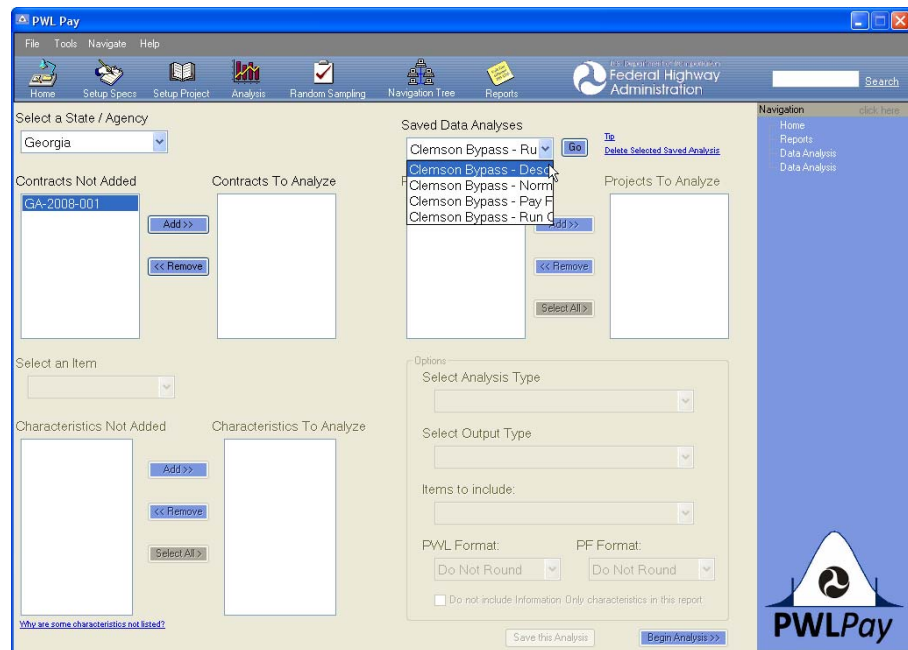 PWL Pay
File Tools Navigate Help
Home Setup Specs Setup Project Analysis Random Sampling Navigation Tree Reports
Federal Highway
Administration
Search
Select a State / Agency
Georgia
Saved Data Analyses
Clemson Bypass - Ru
Go
Tip
Delete Selected Saved Analysis
Clemson Bypass - Desc
Clemson Bypass - Norm
Clemson Bypass - Pay F
Clemson Bypass - Run C
Navigation click here
Home
Reports
Data Analysis
Data Analysis
Contracts Not Added
GA-2008-001
Add >>
<< Remove
Contracts To Analyze
P
Add >>
<< Remove
Select All >
Projects To Analyze
Select an Item
Characteristics Not Added
Add >>
<< Remove
Select All >
Characteristics To Analyze
Why are some characteristics not listed?
Options
Select Analysis Type
Select Output Type
Items to include:
PWL Format: PF Format:
Do Not Round Do Not Round
Do not include Information Only characteristics in this report
Save this Analysis Begin Analysis >>
PWLPay